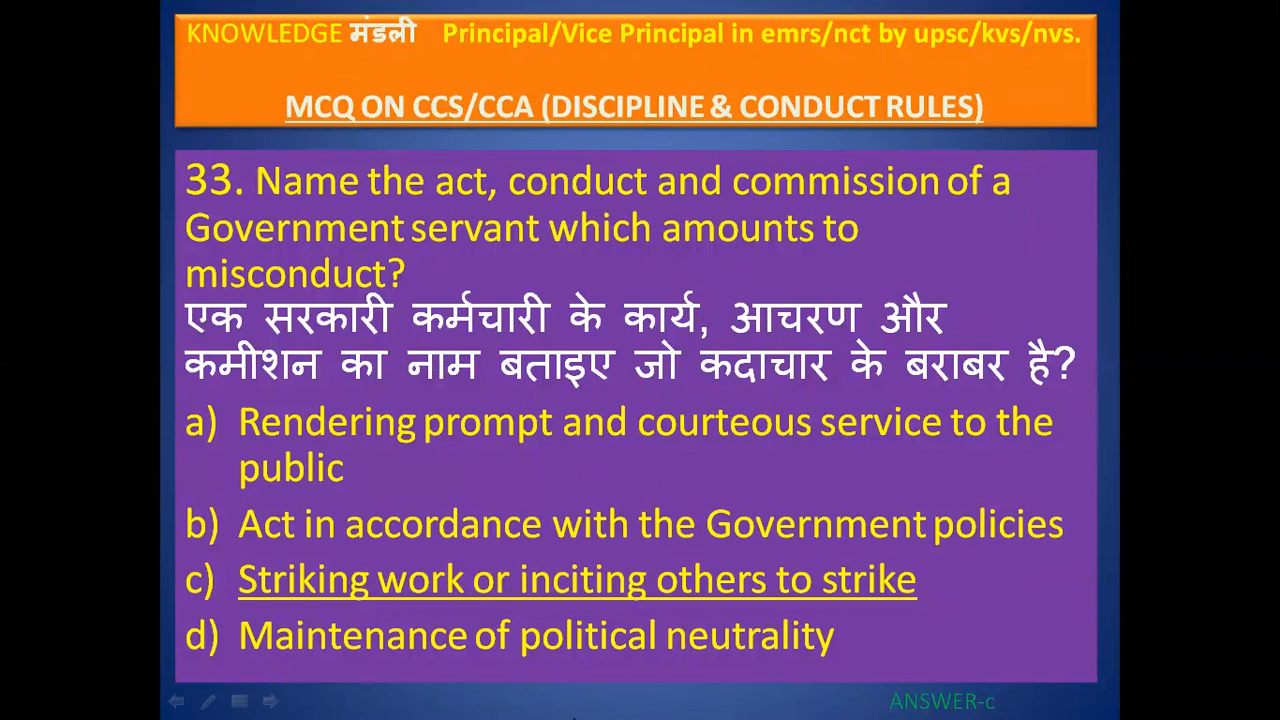 KNOWLEDGE मंडली Principal/Vice Principal in emrs/nct by upsc/kvs/nvs.
MCQ ON CCS/CCA (DISCIPLINE & CONDUCT RULES)
33. Name the act, conduct and commission of a
Government servant which amounts to
misconduct?
एक सरकारी कर्मचारी के कार्य, आचरण और
कमीशन का नाम बताइए जो कदाचार के बराबर है?
a) Rendering prompt and courteous service to the
public
b) Act in accordance with the Government policies
c) Striking work or inciting others to strike
d) Maintenance of political neutrality
ANSWER-c